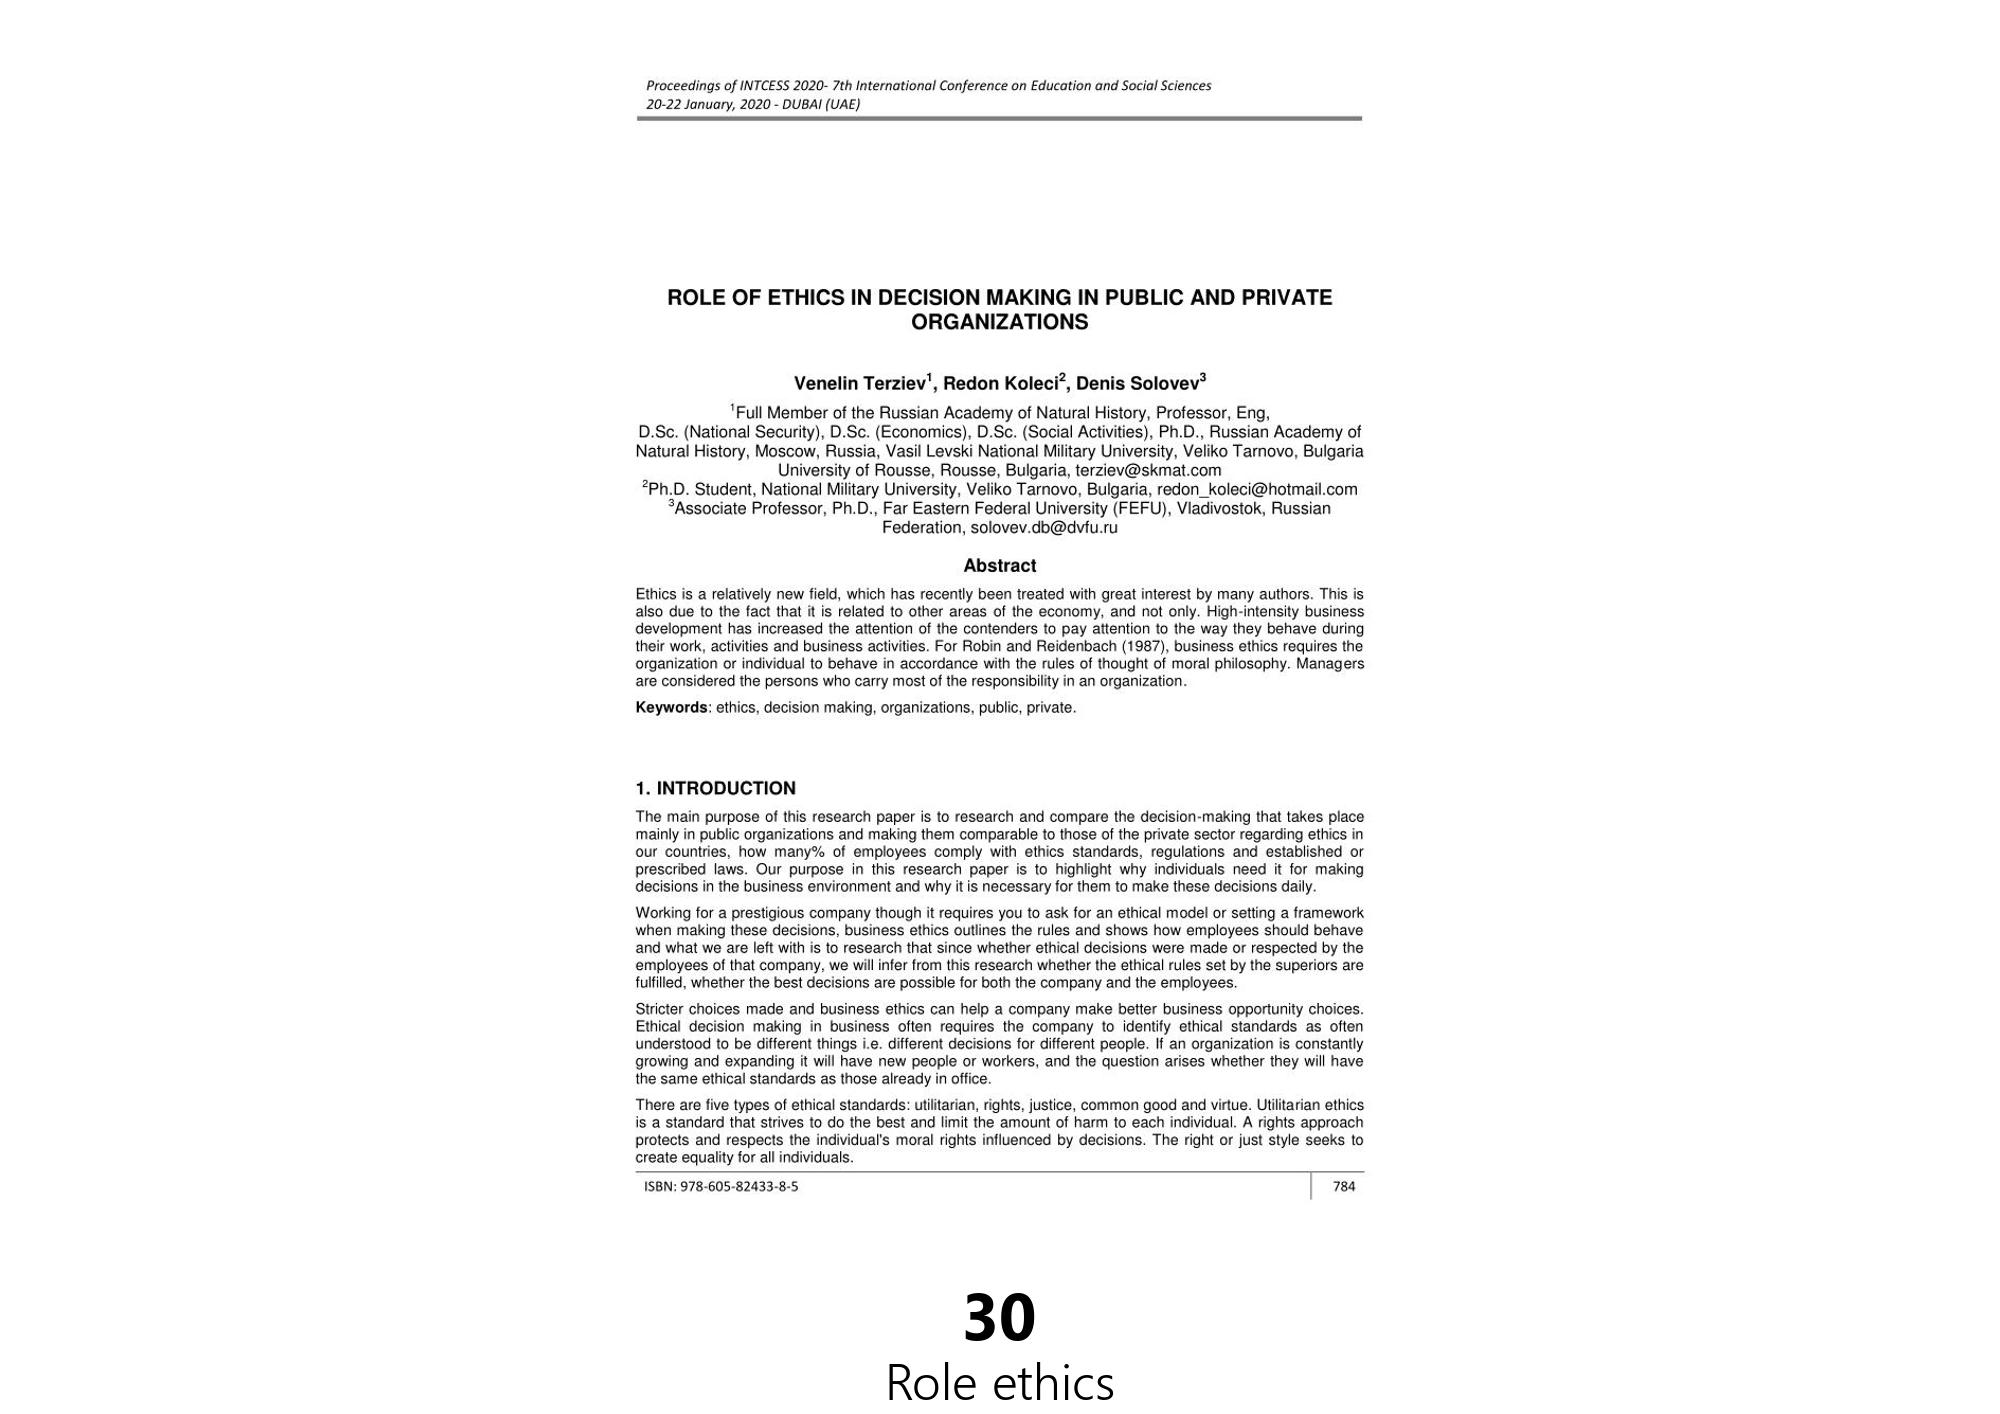 Proceedings of INTCESS 2020- 7th International Conference on Education and Social Sciences
20-22 January, 2020 - DUBAI (UAE)
ROLE OF ETHICS IN DECISION MAKING IN PUBLIC AND PRIVATE
ORGANIZATIONS
Venelin Terziev1, Redon Koleci2, Denis Solovev3
1Full Member of the Russian Academy of Natural History, Professor, Eng,
D.Sc. (National Security), D.Sc. (Economics), D.Sc. (Social Activities), Ph.D., Russian Academy of
Natural History, Moscow, Russia, Vasil Levski National Military University, Veliko Tarnovo, Bulgaria
University of Rousse, Rousse, Bulgaria, terziev@skmat.com
2Ph.D. Student, National Military University, Veliko Tarnovo, Bulgaria, redon_koleci@hotmail.com
3Associate Professor, Ph.D., Far Eastern Federal University (FEFU), Vladivostok, Russian
Federation, solovev.db@dvfu.ru
Abstract
Ethics is a relatively new field, which has recently been treated with great interest by many authors. This is
also due to the fact that it is related to other areas of the economy, and not only. High-intensity business
development has increased the attention of the contenders to pay attention to the way they behave during
their work, activities and business activities. For Robin and Reidenbach (1987), business ethics requires the
organization or individual to behave in accordance with the rules of thought of moral philosophy. Managers
are considered the persons who carry most of the responsibility in an organization.
Keywords: ethics, decision making, organizations, public, private.
1. INTRODUCTION
The main purpose of this research paper is to research and compare the decision-making that takes place
mainly in public organizations and making them comparable to those of the private sector regarding ethics in
our countries, how many% of employees comply with ethics standards, regulations and established or
prescribed laws. Our purpose in this research paper is to highlight why individuals need it for making
decisions in the business environment and why it is necessary for them to make these decisions daily.
Working for a prestigious company though it requires you to ask for an ethical model or setting a framework
when making these decisions, business ethics outlines the rules and shows how employees should behave
and what we are left with is to research that since whether ethical decisions were made or respected by the
employees of that company, we will infer from this research whether the ethical rules set by the superiors are
fulfilled, whether the best decisions are possible for both the company and the employees.
Stricter choices made and business ethics can help a company make better business opportunity choices.
Ethical decision making in business often requires the company to identify ethical standards as often
understood to be different things i.e. different decisions for different people. If an organization is constantly
growing and expanding it will have new people or workers, and the question arises whether they will have
the same ethical standards as those already in office.
There are five types of ethical standards: utilitarian, rights, justice, common good and virtue. Utilitarian ethics
is a standard that strives to do the best and limit the amount of harm to each individual. A rights approach
protects and respects the individual's moral rights influenced by decisions. The right or just style seeks to
create equality for all individuals.
ISBN: 978-605-82433-8-5 784
30
Role ethics